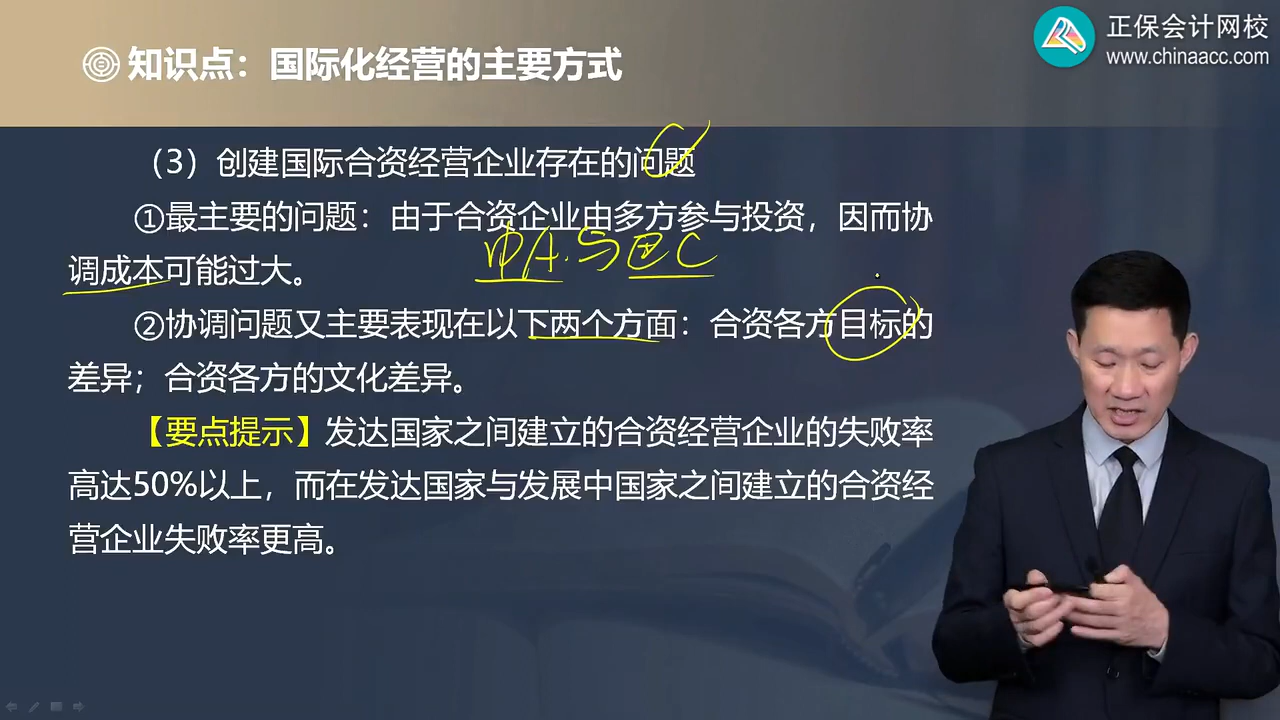 正保会计网校
www.chinaacc.com
知识点：国际化经营的主要方式
（3）创建国际合资经营企业存在的问题
①最主要的问题：由于合资企业由多方参与投资，因而协
调成本可能过大。
中A.与巴C
②协调问题又主要表现在以下两个方面：合资各方目标的
差异；合资各方的文化差异。
【要点提示】发达国家之间建立的合资经营企业的失败率
高达50%以上，而在发达国家与发展中国家之间建立的合资经
营企业失败率更高。